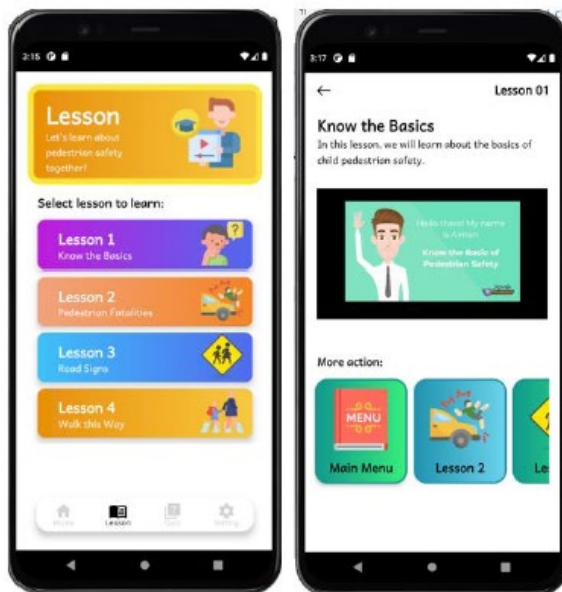 3:15
Lesson
Let's learn about
pedestrian safety
together!
Select lesson to learn:
Lesson 1
Know the Basics
Lesson 2
Pedestrian Fatalities
Lesson 3
Road Signs
Lesson 4
Walk this Way
Home
Lesson
Quiz
Setting
3:17
Lesson 01
Know the Basics
In this lesson, we will learn about the basics of
child pedestrian safety.
Hello there! My name
is Aiman
Know the Basic of
Pedestrian Safety
More action:
MENU
Main Menu
Lesson 2
Le